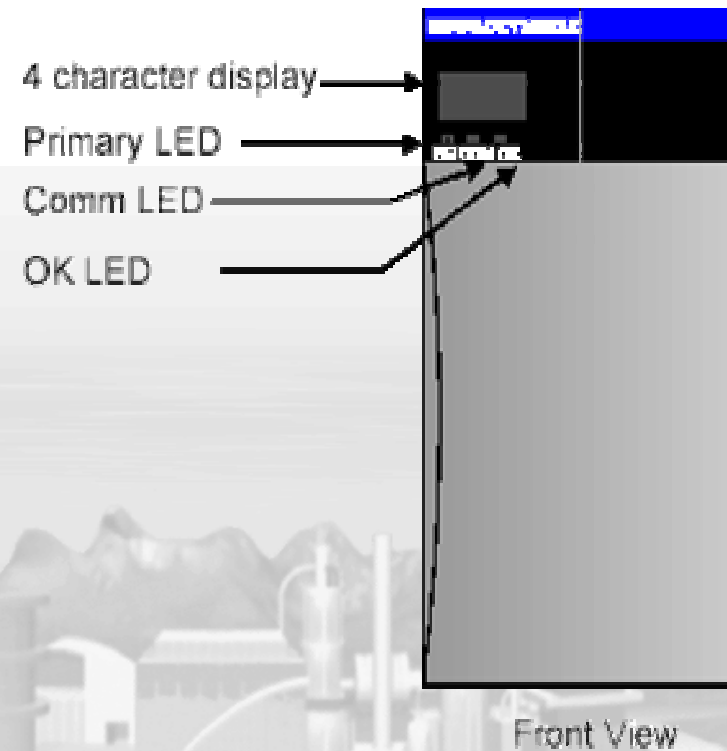 4 character display
Primary LED
Comm LED
OK LED
Front View